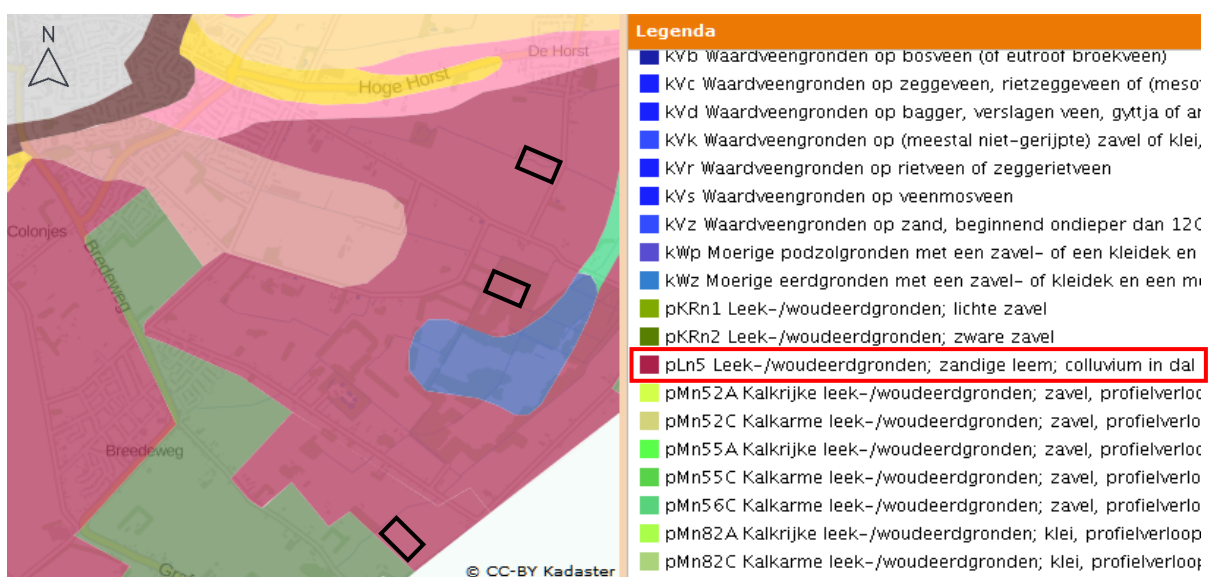 N
De Horst
Hoge Horst
Colonjes
Bredeweg
Breedeweg
© CC-BY Kadaster
Legenda
kVb Waardveengronden op bosveen (of eutroof broekveen)
kVc Waardveengronden op zeggeveen, rietzeggeveen of (meso
kVd Waardveengronden op bagger, verslagen veen, gyttja of
kVk Waardveengronden op (meestal niet-gerijpte) zavel of klei,
kVr Waardveengronden op rietveen of zeggerietveen
kVs Waardveengronden op veenmosveen
kVz Waardveengronden op zand, beginnend ondieper dan 120
kWp Moerige podzolgronden met een zavel- of een kleidek en
kWz Moerige eerdgronden met een zavel- of kleidek en een
pKRn1 Leek-/woudeerdgronden; lichte zavel
pKRn2 Leek-/woudeerdgronden; zware zavel
pLn5 Leek-/woudeerdgronden; zandige leem; colluvium in dal
pMn52A Kalkrijke leek-/woudeerdgronden; zavel, profielverloo
pMn52C Kalkarme leek-/woudeerdgronden; zavel, profielverlo
pMn55A Kalkrijke leek-/woudeerdgronden; zavel, profielverloo
pMn55C Kalkarme leek-/woudeerdgronden; zavel, profielverlo
pMn56C Kalkarme leek-/woudeerdgronden; zavel, profielverlo
pMn82A Kalkrijke leek-/woudeerdgronden; klei, profielverloop
pMn82C Kalkarme leek-/woudeerdgronden; klei, profielverloop